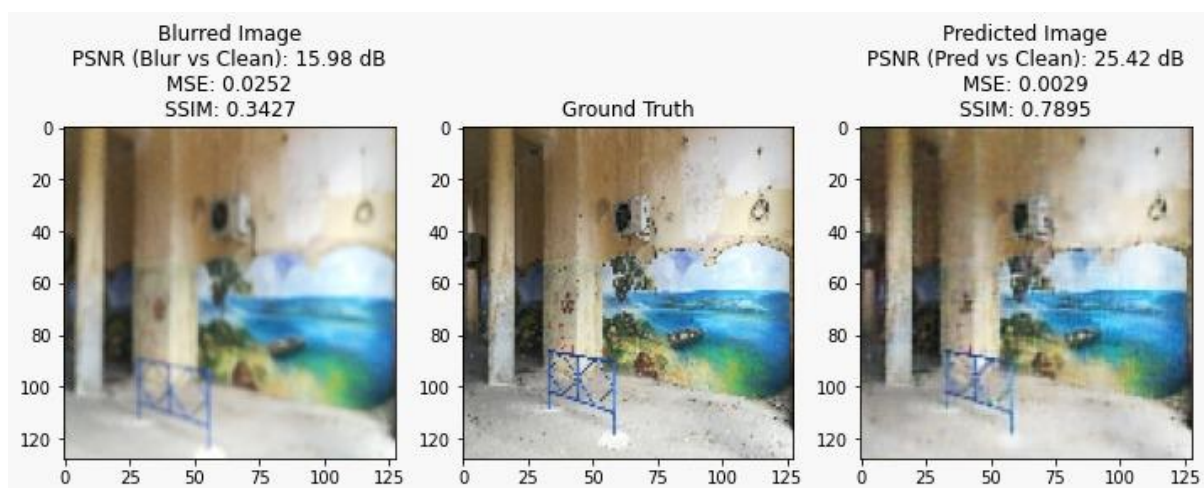 Blurred Image
PSNR (Blur vs Clean): 15.98 dB
MSE: 0.0252
SSIM: 0.3427
Ground Truth
Predicted Image
PSNR (Pred vs Clean): 25.42 dB
MSE: 0.0029
SSIM: 0.7895
0
20
40
60
80
100
120
0 25 50 75 100 125
0
20
40
60
80
100
120
0 25 50 75 100 125
0
20
40
60
80
100
120
0 25 50 75 100 125